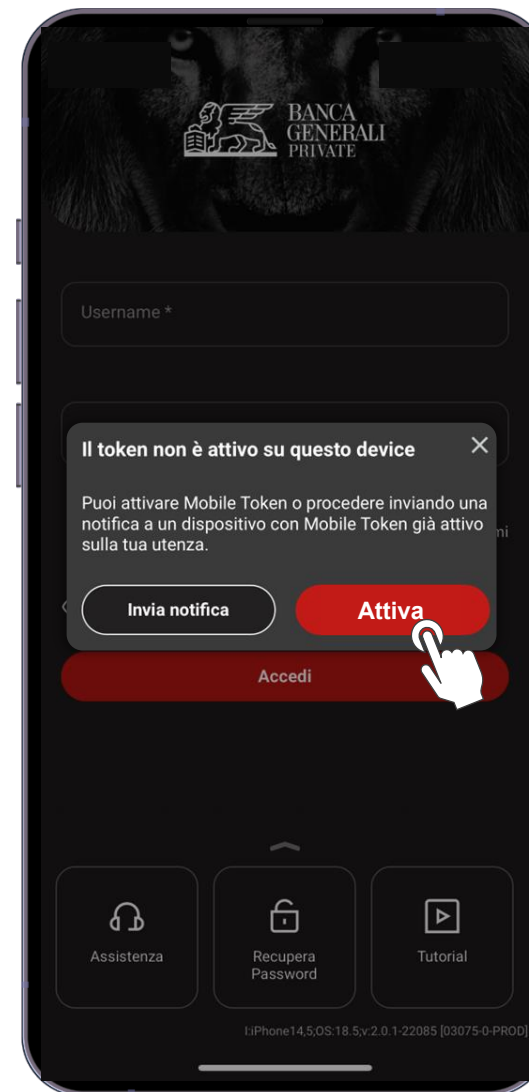 BANCA
GENERALI
PRIVATE
Username *
Il token non è attivo su questo device
Puoi attivare Mobile Token o procedere inviando una
notifica a un dispositivo con Mobile Token già attivo
sulla tua utenza.
mi
Invia notifica
Attiva
Accedi
Assistenza
Recupera
Password
Tutorial
I:iPhone14,5;OS:18.5;v:2.0.1-22085 [03075-0-PROD]